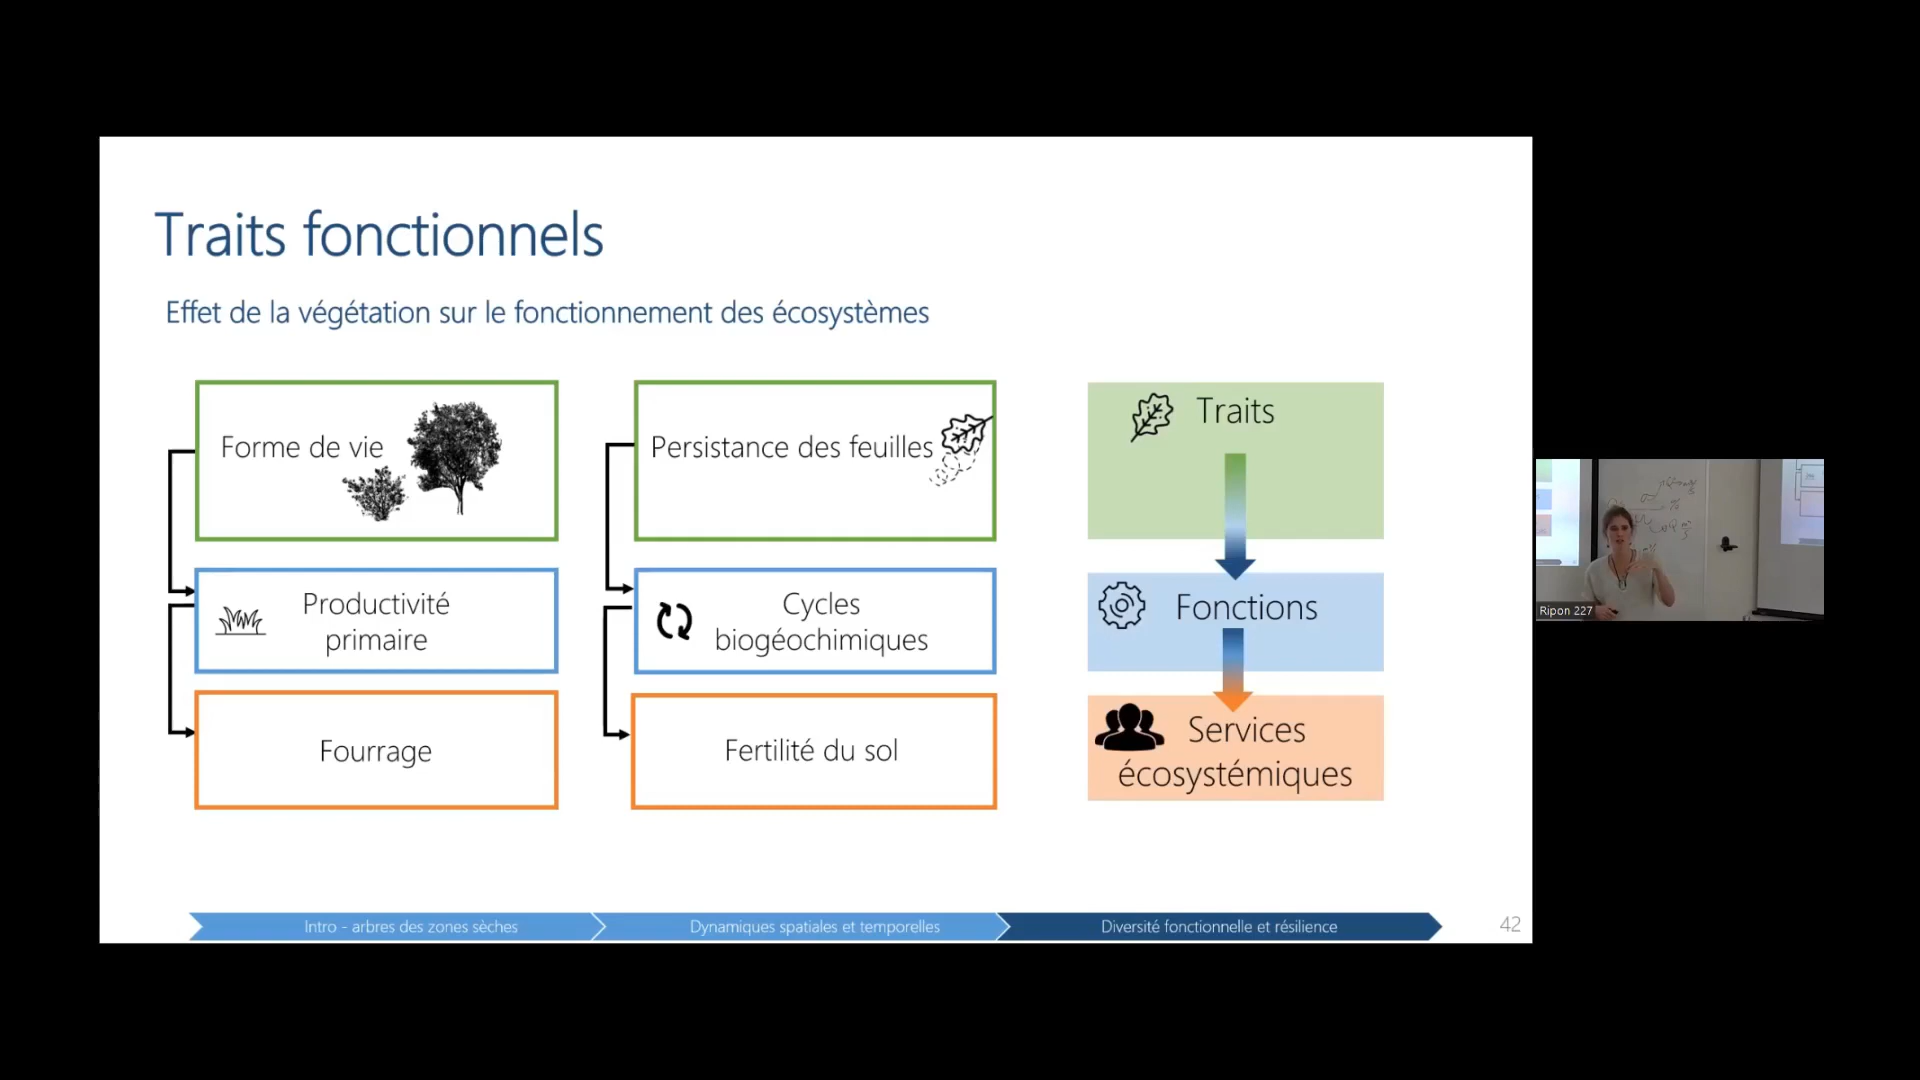 Traits fonctionnels
Effet de la végétation sur le fonctionnement des écosystèmes
Forme de vie
Productivité
primaire
Fourrage
Persistance des feuilles
Cycles
biogéochimiques
Fertilité du sol
Traits
Fonctions
Services
écosystémiques
Intro - arbres des zones sèches
Dynamiques spatiales et temporelles
Diversité fonctionnelle et résilience
42
Ripon 227